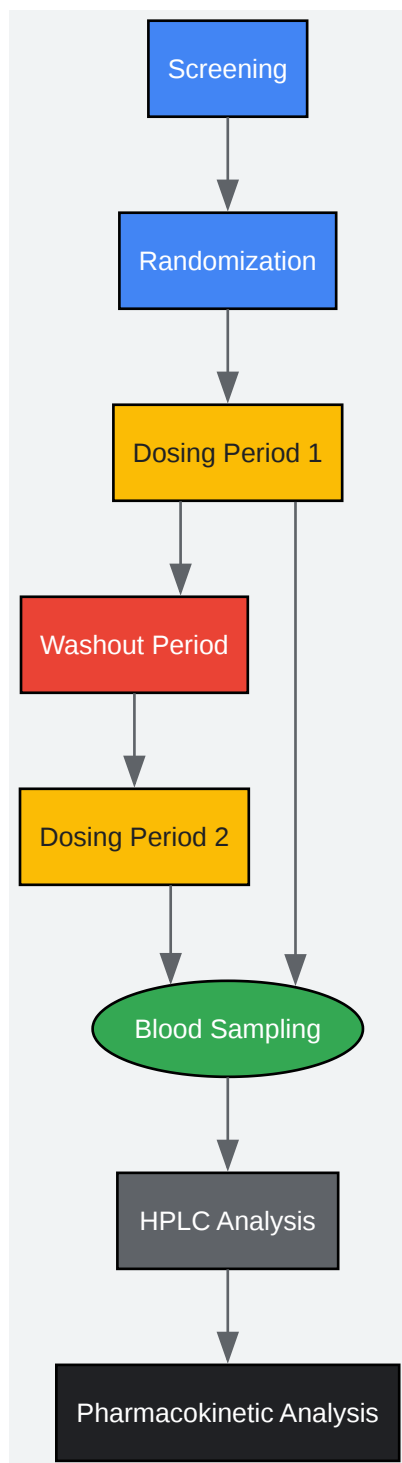 Screening
Randomization
Dosing Period 1
Washout Period
Dosing Period 2
Blood Sampling
HPLC Analysis
Pharmacokinetic Analysis